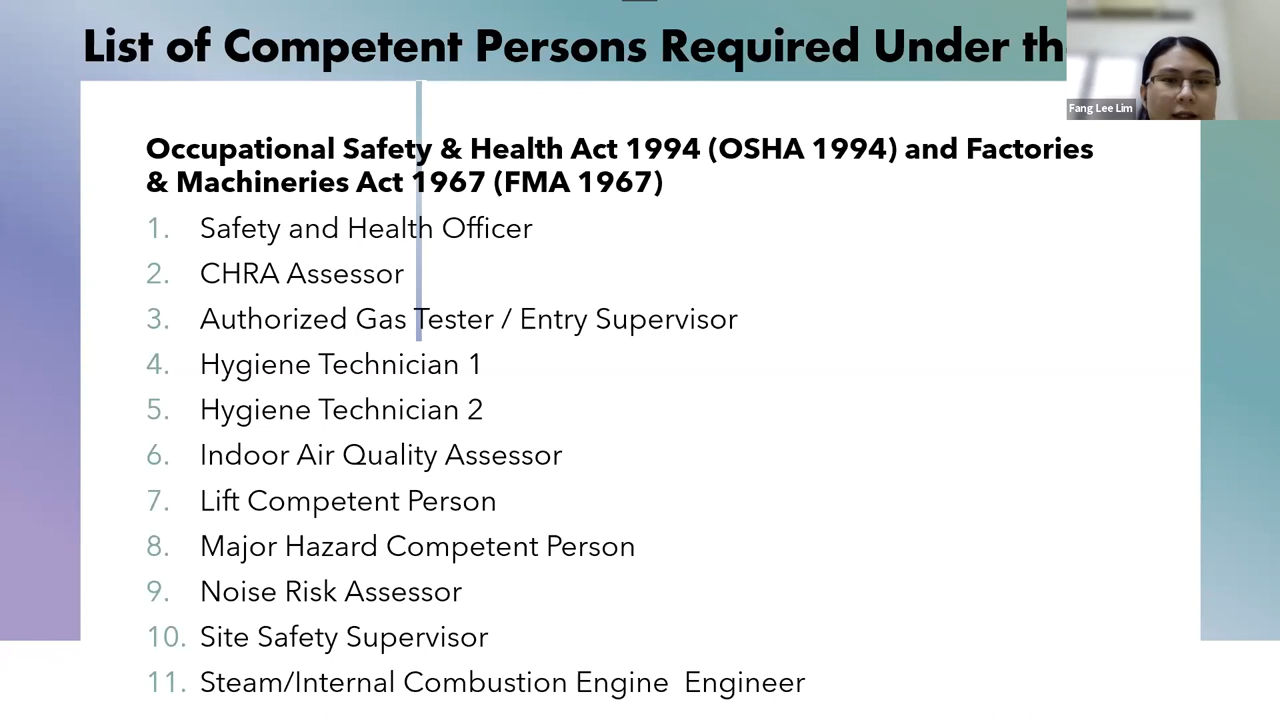 List of Competent Persons Required Under th
Fang Lee Lim
Occupational Safety & Health Act 1994 (OSHA 1994) and Factories
& Machineries Act 1967 (FMA 1967)
1. Safety and Health Officer
2. CHRA Assessor
3. Authorized Gas Tester / Entry Supervisor
4. Hygiene Technician 1
5. Hygiene Technician 2
6. Indoor Air Quality Assessor
7. Lift Competent Person
8. Major Hazard Competent Person
9. Noise Risk Assessor
10. Site Safety Supervisor
11. Steam/Internal Combustion Engine  Engineer